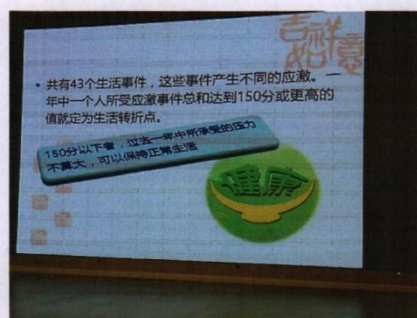 吉祥
如意
共有43个生活事件，这些事件产生不同的应激。一
年中一个人所受应激事件总和达到150分或更高的
值就定为生活转折点。
150分以下者，过去一年中所承受的压力
不算大，可以保持正常生活
健康